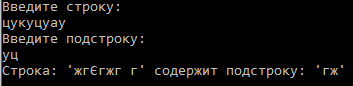 Введите строку:
цукуцуау
Введите подстроку:
уц
Строка: 'жгЄгжг г' содержит подстроку: 'гж'